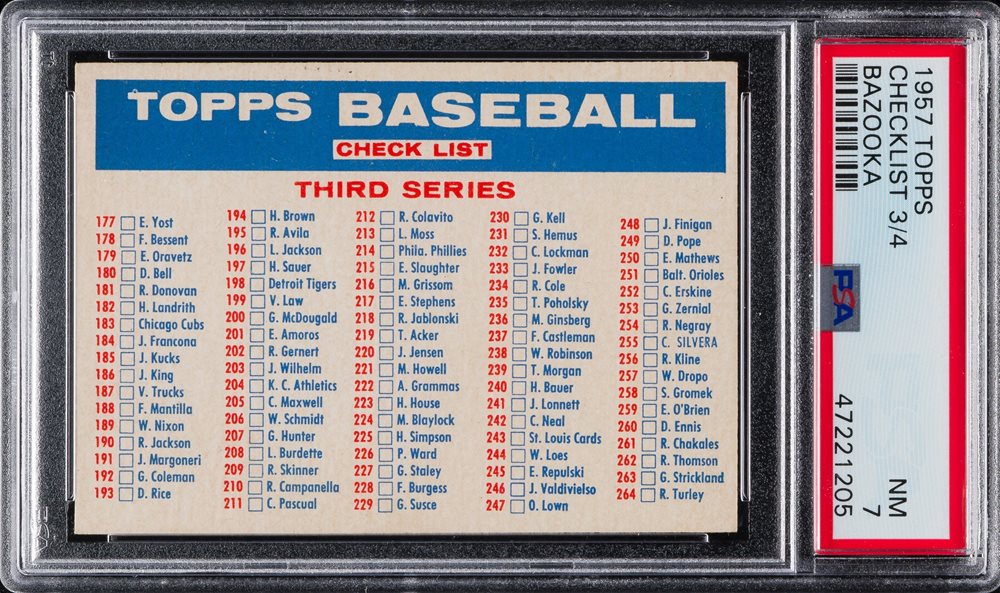 TOPPS BASEBALL
CHECK LIST
THIRD SERIES
177 E. Yost
178 F. Bessent
179 E. Oravetz
180 D. Bell
181 R. Donovan
182 H. Landrith
183 Chicago Cubs
184 J. Francona
185 J. Kucks
186 J. King
187 V. Trucks
188 F. Mantilla
189 W. Nixon
190 R. Jackson
191 J. Margoneri
192 G. Coleman
193 D. Rice
194 H. Brown
195 R. Avila
196 L. Jackson
197 H. Sauer
198 Detroit Tigers
199 V. Law
200 G. McDougald
201 E. Amoros
202 R. Gernert
203 J. Wilhelm
204 K. C. Athletics
205 C. Maxwell
206 W. Schmidt
207 G. Hunter
208 L. Burdette
209 R. Skinner
210 R. Campanella
211 C. Pascual
212 R. Colavito
213 L. Moss
214 Phila. Phillies
215 E. Slaughter
216 M. Grissom
217 E. Stephens
218 R. Jablonski
219 T. Acker
220 J. Jensen
221 M. Howell
222 A. Grammas
223 H. House
224 M. Blaylock
225 H. Simpson
226 P. Ward
227 G. Staley
228 F. Burgess
229 G. Susce
230 G. Kell
231 S. Hemus
232 C. Lockman
233 J. Fowler
234 R. Cole
235 T. Poholsky
236 M. Ginsberg
237 F. Castleman
238 W. Robinson
239 T. Morgan
240 H. Bauer
241 J. Lonnett
242 C. Neal
243 St. Louis Cards
244 W. Loes
245 E. Repulski
246 J. Valdivielso
247 O. Lown
248 J. Finigan
249 D. Pope
250 E. Mathews
251 Balt. Orioles
252 C. Erskine
253 G. Zernial
254 R. Negray
255 C. SILVERA
256 R. Kline
257 W. Dropo
258 S. Gromek
259 E. O'Brien
260 D. Ennis
261 R. Chakales
262 R. Thomson
263 G. Strickland
264 R. Turley
1957 TOPPS
CHECKLIST 3/4
BAZOOKA
PSA
NM
7
47221205